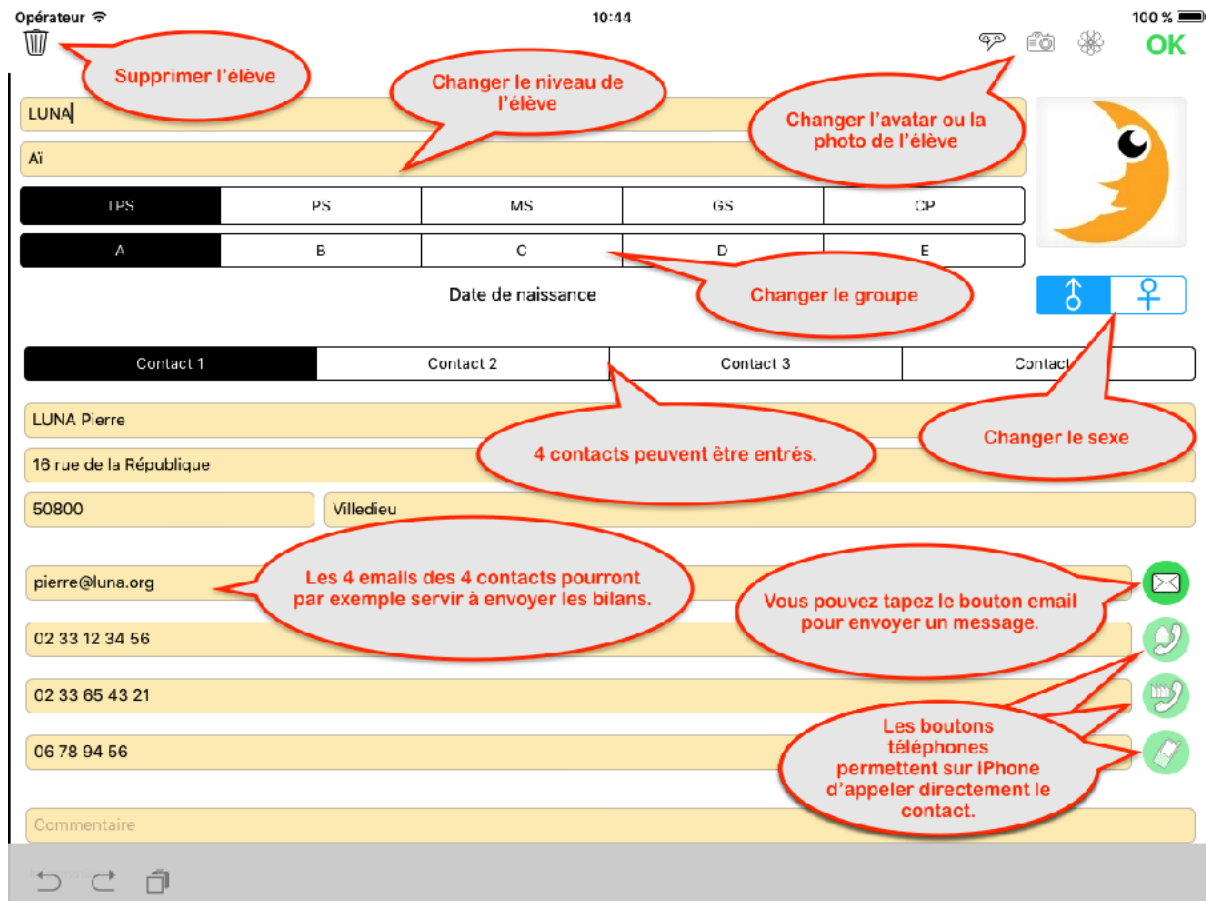 Opérateur 10:44 100 %
OK
Supprimer l'élève
Changer le niveau de
l'élève
Changer l'avatar ou la
photo de l'élève
LUNA
Aï
TPS PS MS GS CP
A B C D E
Date de naissance
Changer le groupe
Contact 1 Contact 2 Contact 3 Contact
Changer le sexe
LUNA Pierre
4 contacts peuvent être entrés.
16 rue de la République
50800 Villedieu
Les 4 emails des 4 contacts pourront
par exemple servir à envoyer les bilans.
pierre@luna.org
Vous pouvez tapez le bouton email
pour envoyer un message.
02 33 12 34 56
02 33 65 43 21
Les boutons
téléphones
permettent sur iPhone
d'appeler directement le
contact.
06 78 94 56
Commentaire